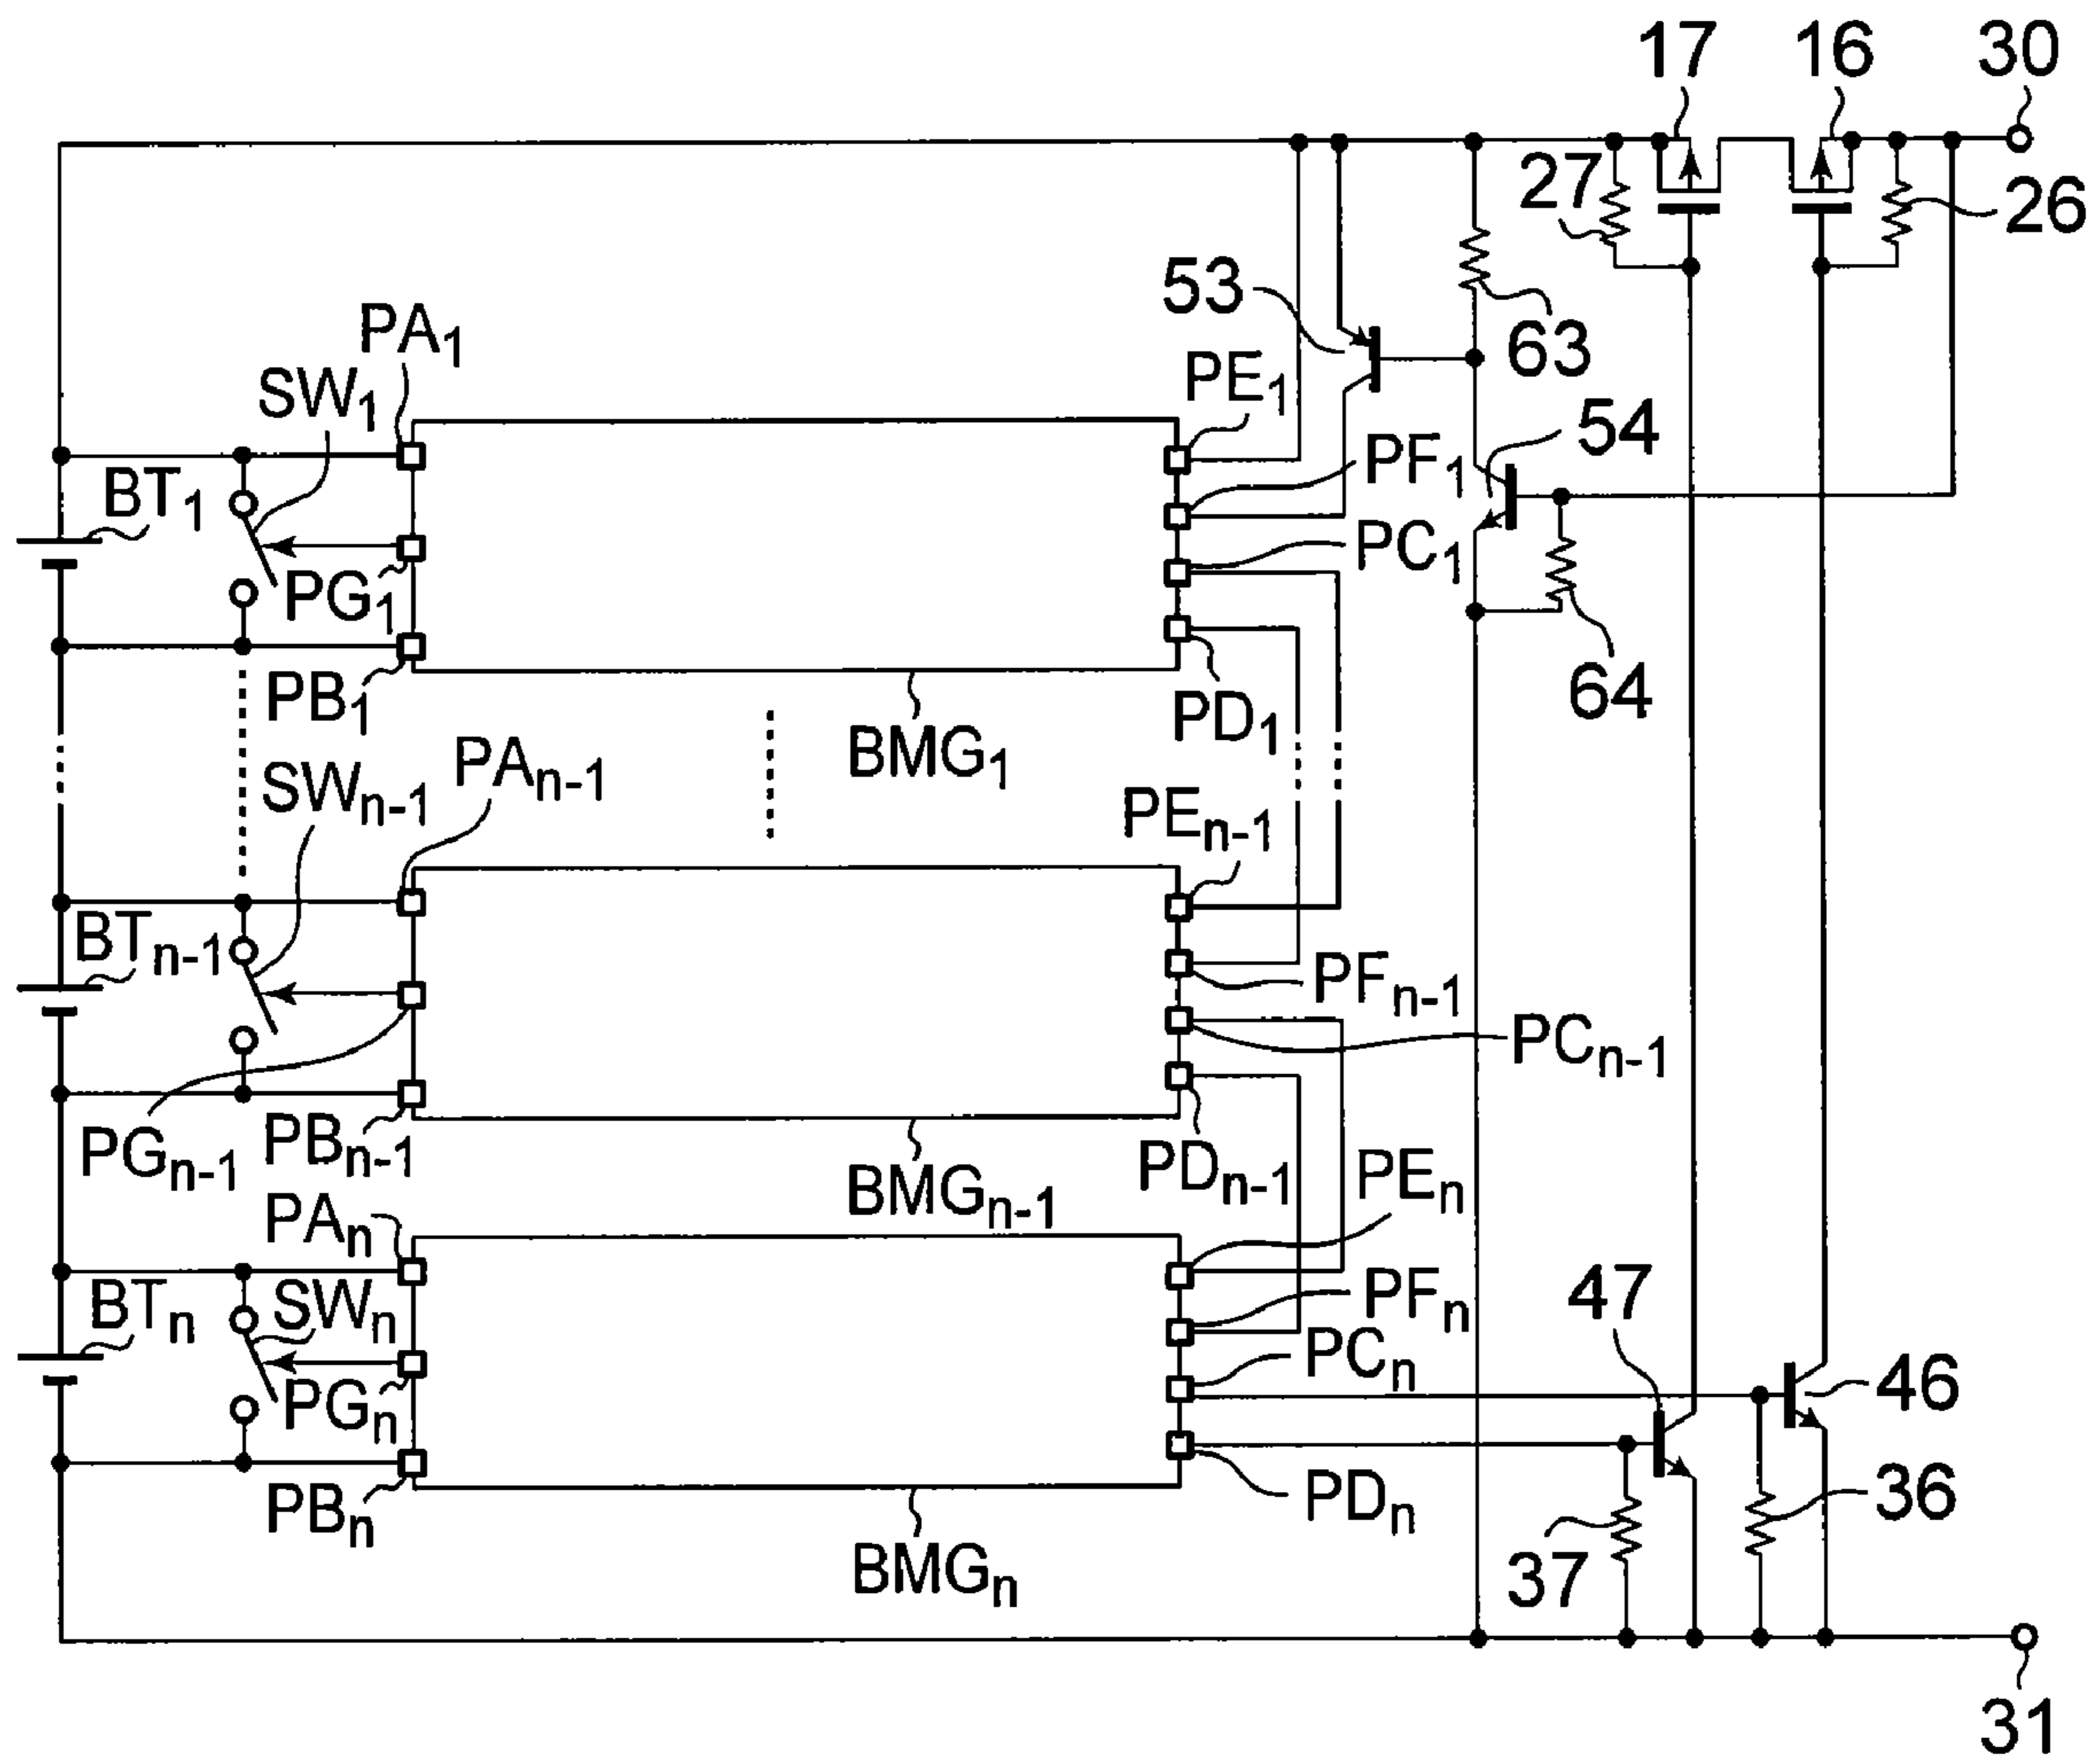 17 16 30
27 26
53
63
PA1
SW1
PE1
54
PF1
BT1
PC1
PG1
PB1
PD1
64
BMG1
PAn-1
SWn-1
PEn-1
BTn-1
PFn-1
PCn-1
PGn-1
PBn-1
PDn-1
PEn
BMGn-1
PAn
BTn
SWn
PFn
47
PCn
46
PGn
PDn
36
PBn
37
BMGn
31